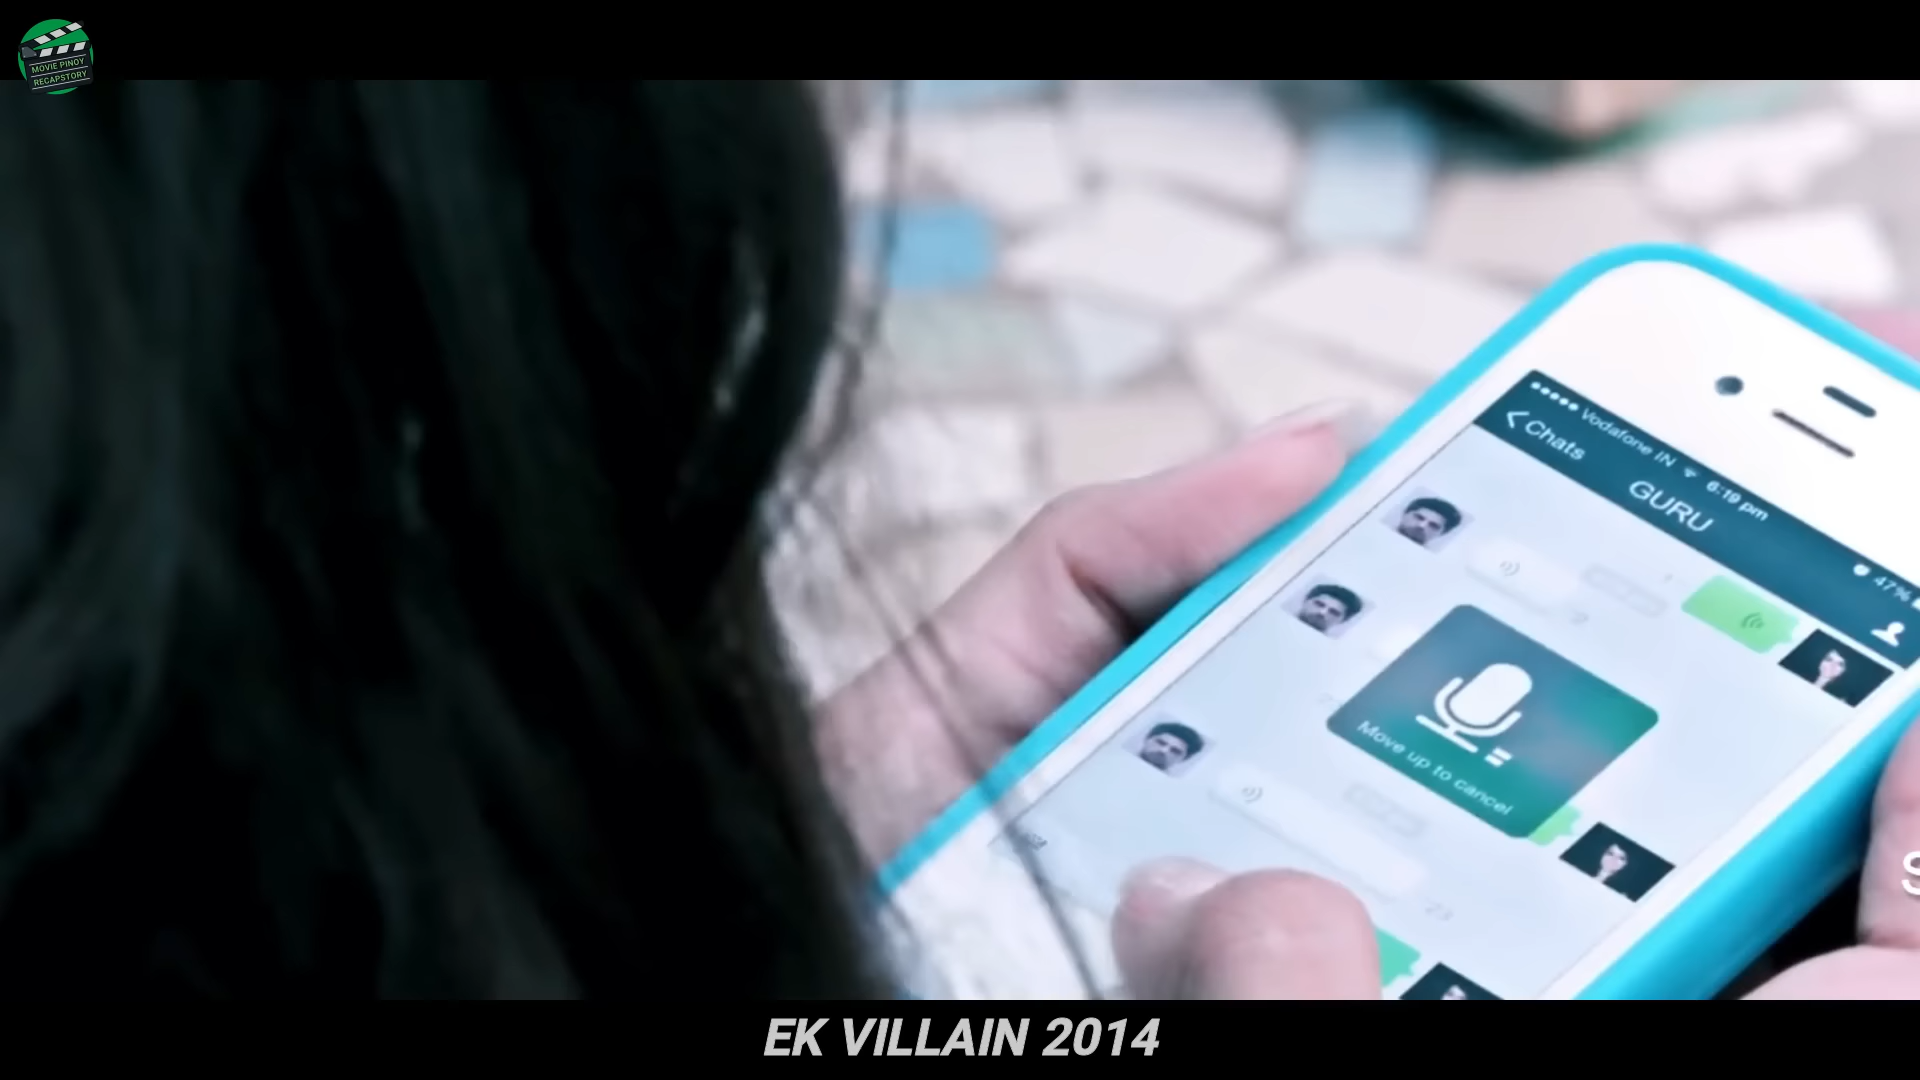 MOVIE PINOY
RECAPSTORY
Vodafone IN
6:19 pm
47%
Chats
GURU
Move up to cancel
S
EK VILLAIN 2014